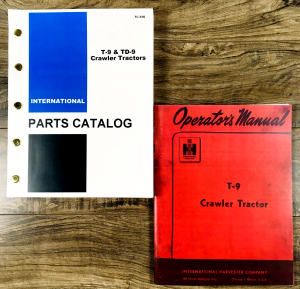 T-9 & TD-9
Crawler Tractors
INTERNATIONAL
PARTS CATALOG
Operator's Manual
T-9
Crawler Tractor
INTERNATIONAL HARVESTER COMPANY